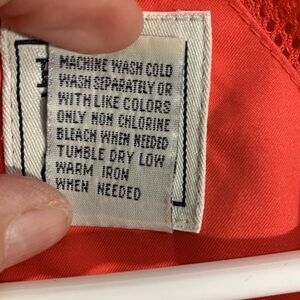 MACHINE WASH COLD
WASH SEPARATELY OR
WITH LIKE COLORS
ONLY NON CHLORINE
BLEACH WHEN NEEDED
TUMBLE DRY LOW
WARM IRON
WHEN NEEDED